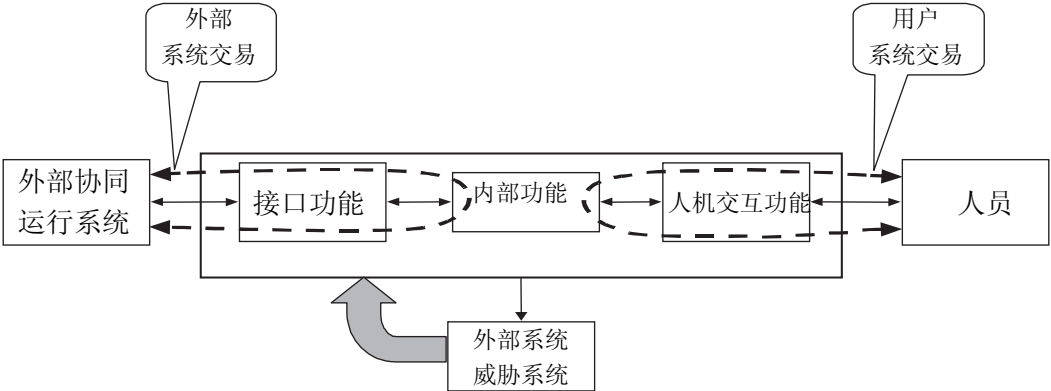 外部
系统交易
用户
系统交易
外部协同
运行系统
接口功能
内部功能
人机交互功能
人员
外部系统
威胁系统